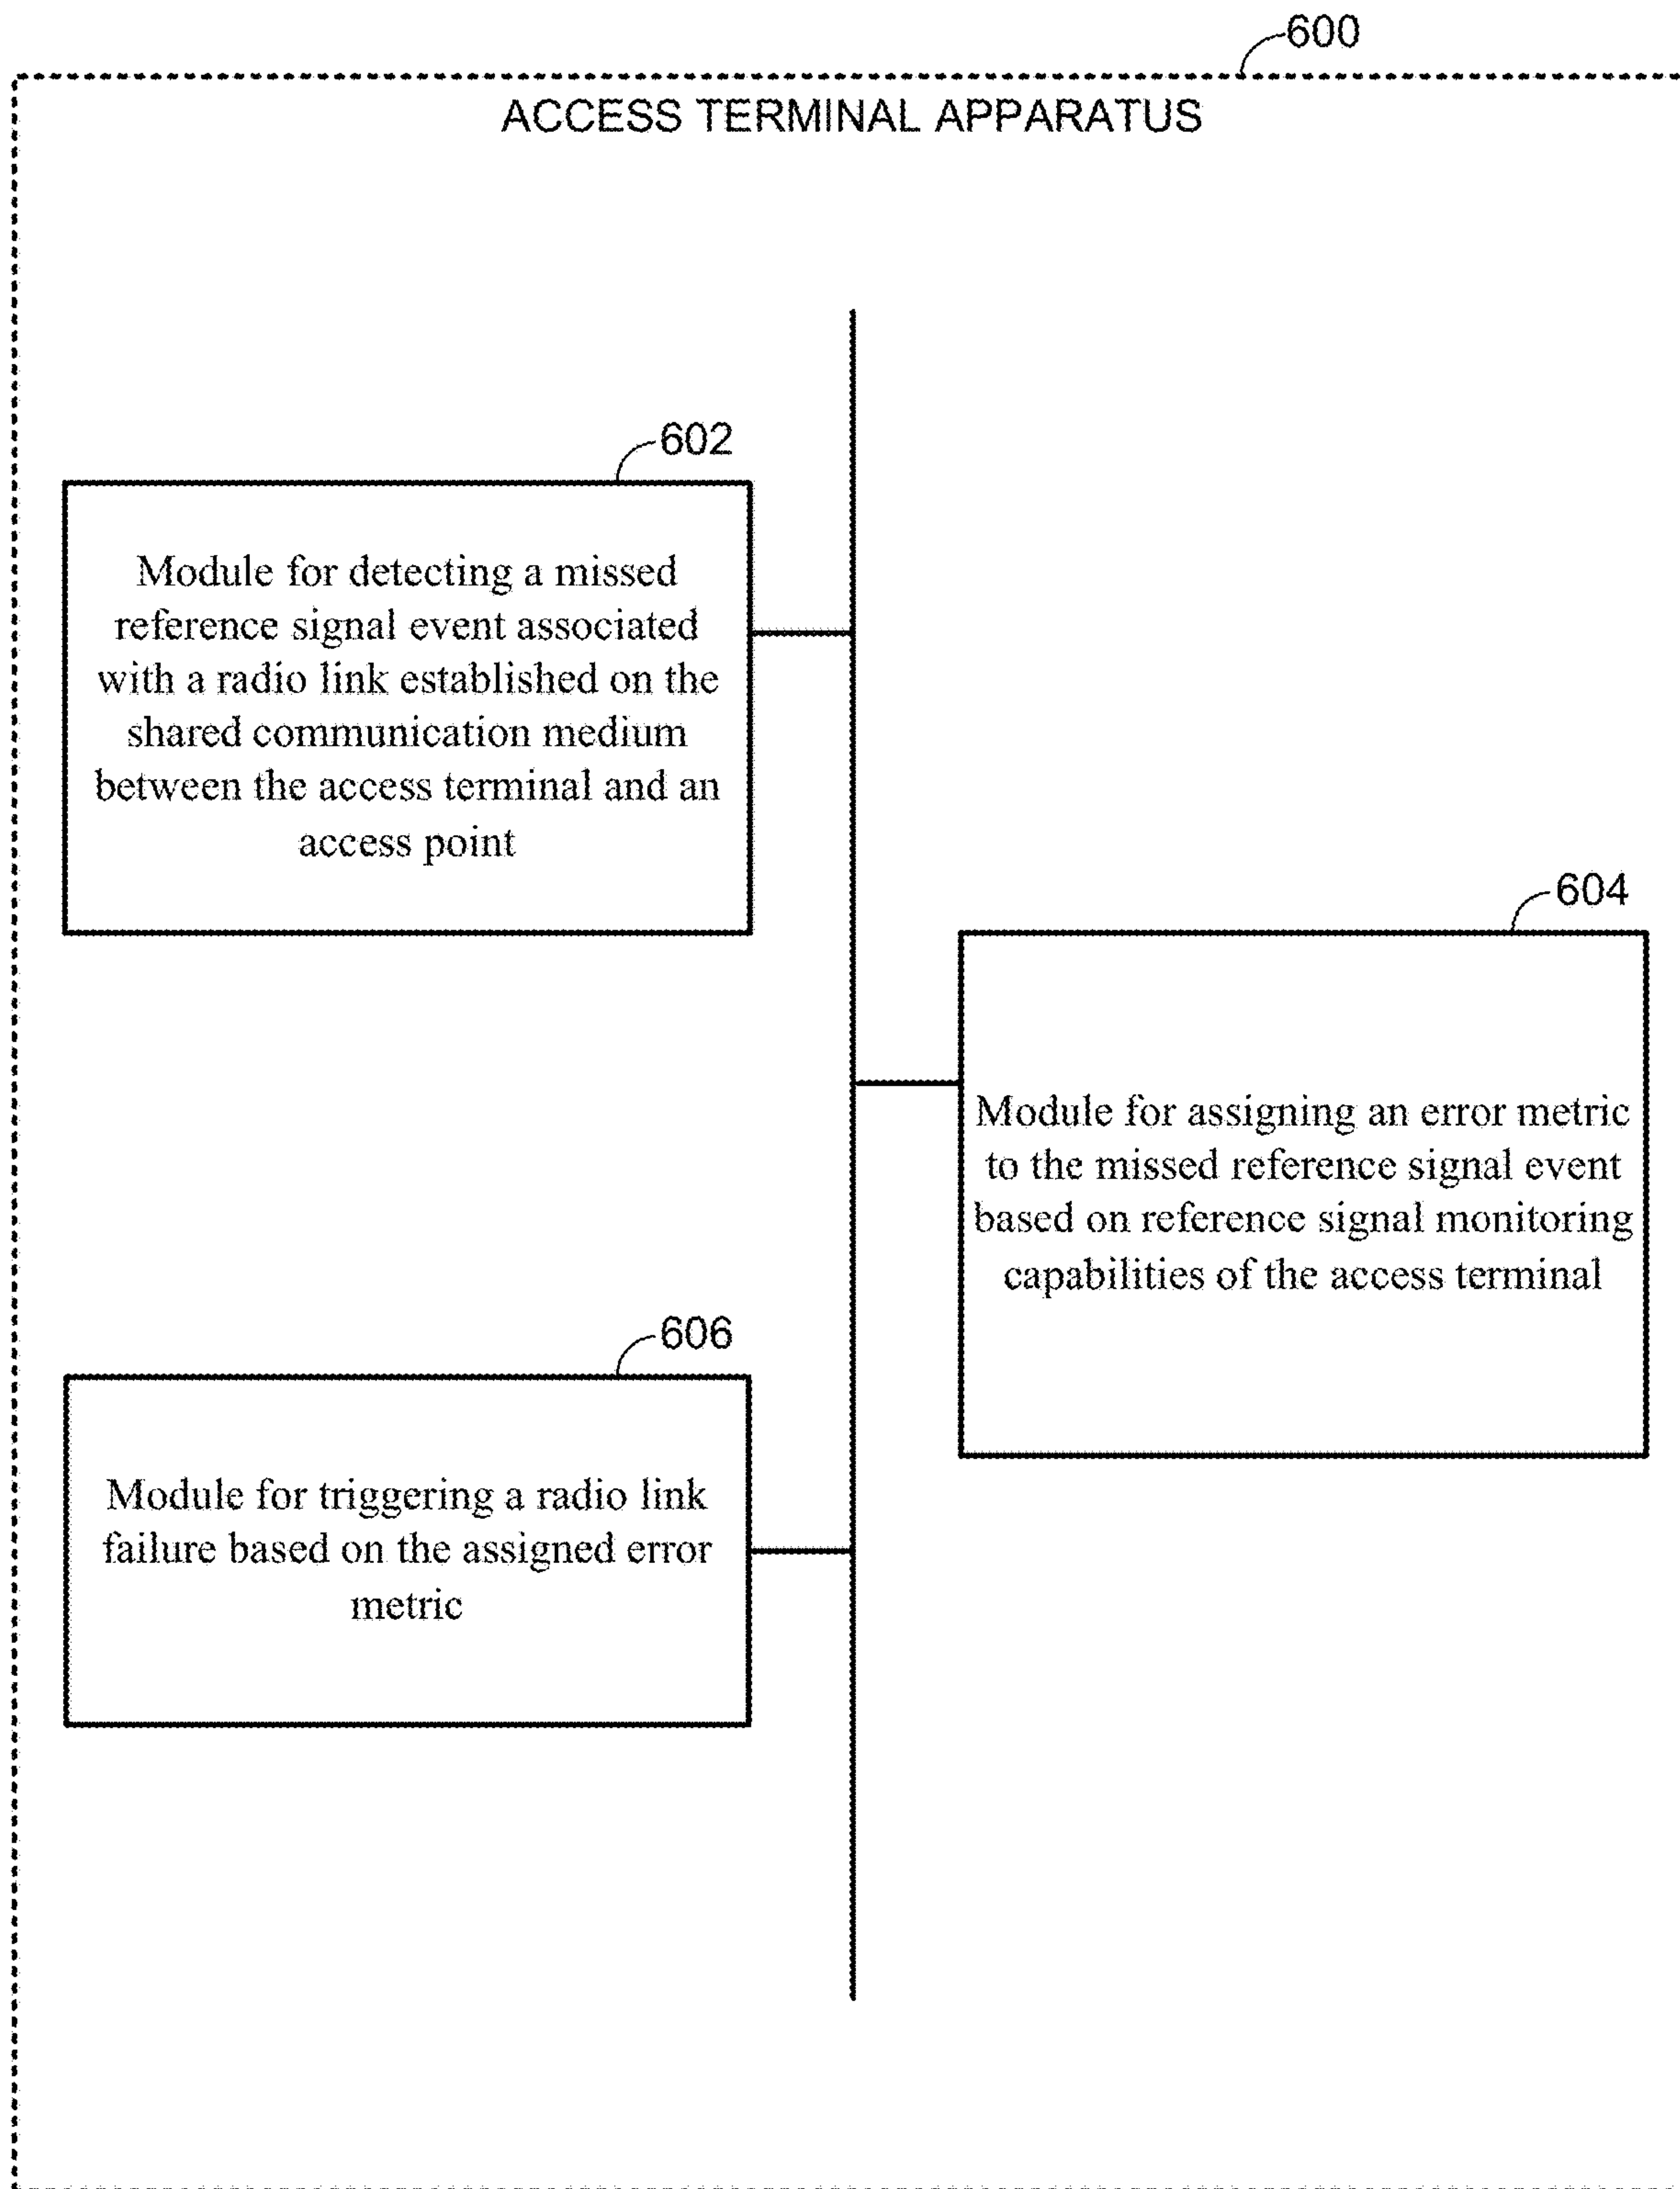 600
ACCESS TERMINAL APPARATUS
602
Module for detecting a missed
reference signal event associated
with a radio link established on the
shared communication medium
between the access terminal and an
access point
604
Module for assigning an error metric
to the missed reference signal event
based on reference signal monitoring
capabilities of the access terminal
606
Module for triggering a radio link
failure based on the assigned error
metric